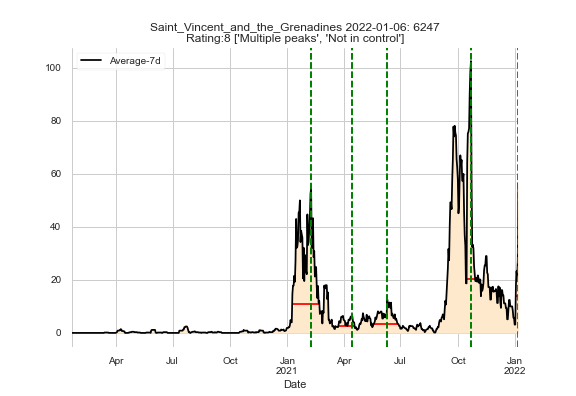 Saint_Vincent_and_the_Grenadines 2022-01-06: 6247
Rating:8 ['Multiple peaks', 'Not in control']
Average-7d
100
80
60
40
20
0
Apr Jul Oct Jan Apr Jul Oct Jan
2021 2022
Date